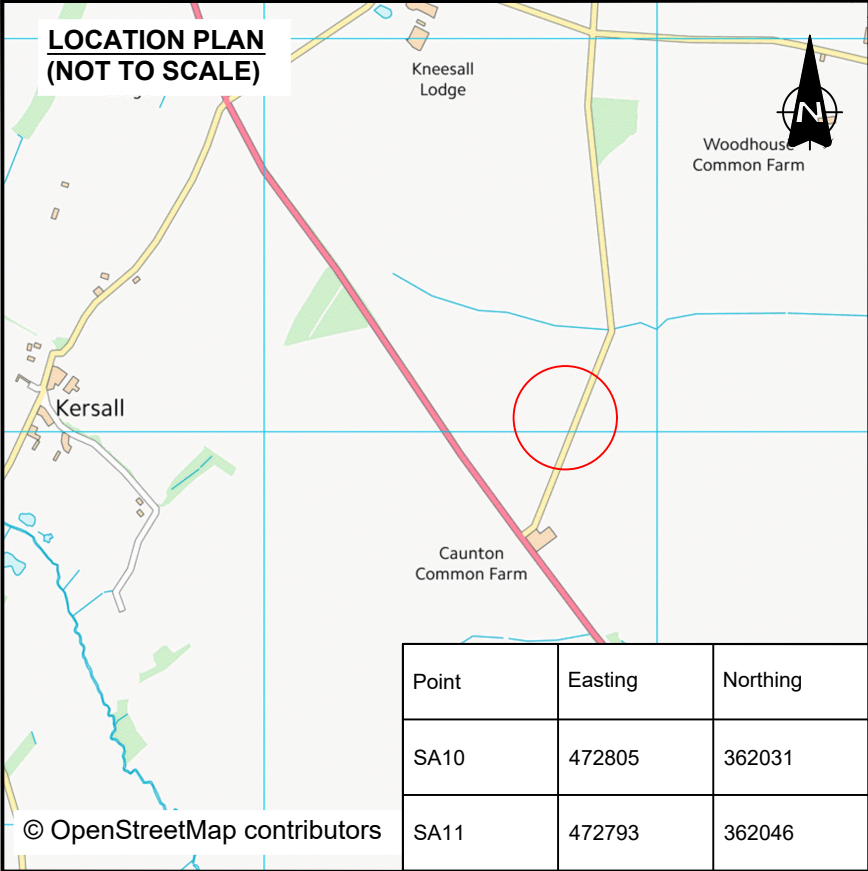 LOCATION PLAN
(NOT TO SCALE)
Kneesall
Lodge
N
Woodhouse
Common Farm
Kersall
Caunton
Common Farm
Point Easting Northing
SA10 472805 362031
SA11 472793 362046
© OpenStreetMap contributors